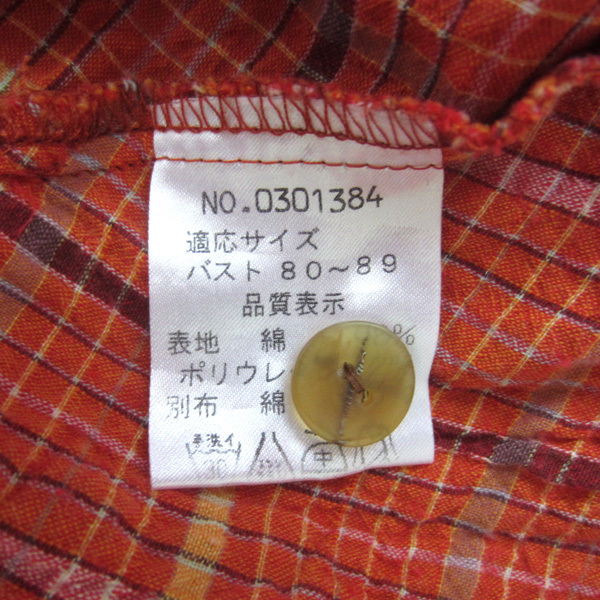 NO.0301384
適応サイズ
バスト 80～89
品質表示
表地 綿 %
ポリウレ
別布 綿
手洗イ
30
中